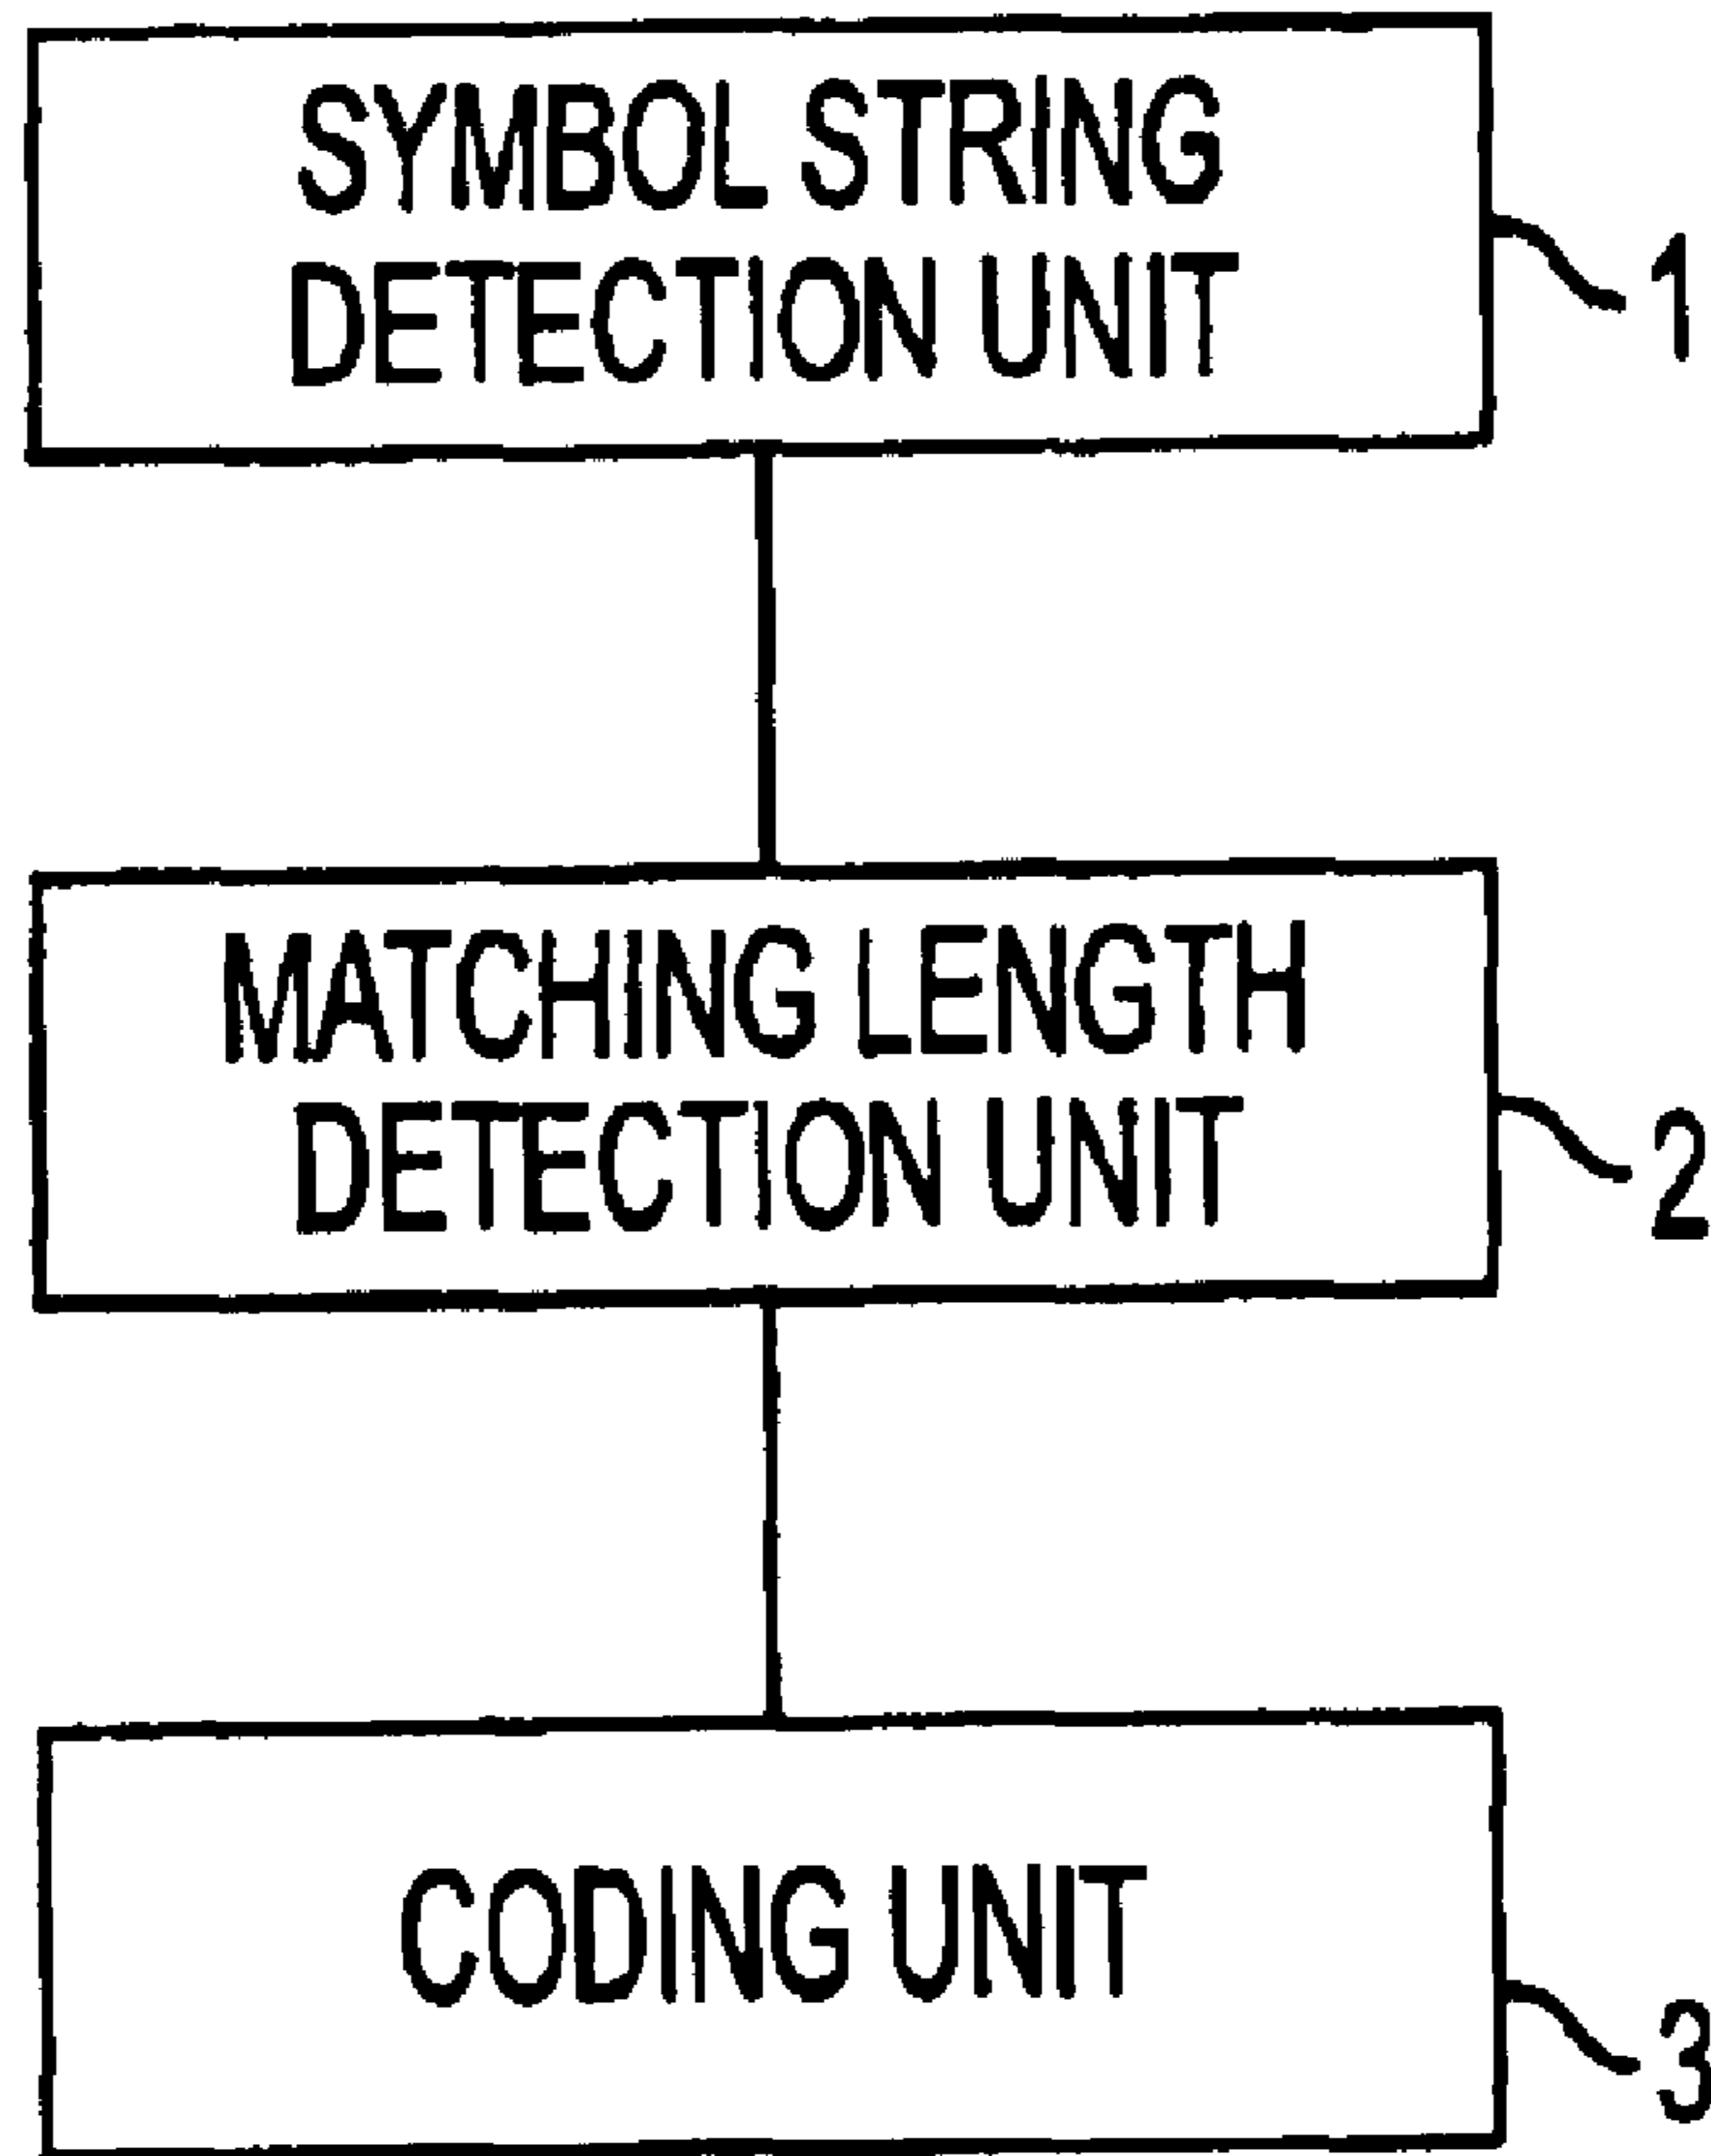 SYMBOL STRING
DETECTION UNIT
1
MATCHING LENGTH
DETECTION UNIT
2
CODING UNIT
3